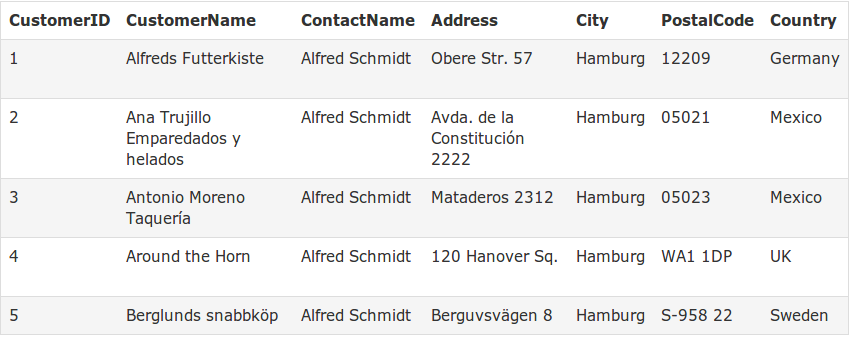 CustomerID CustomerName ContactName Address City PostalCode Country
1 Alfreds Futterkiste Alfred Schmidt Obere Str. 57 Hamburg 12209 Germany
2 Ana Trujillo Alfred Schmidt Avda. de la Hamburg 05021 Mexico
Emparedados y Constitución
helados 2222
3 Antonio Moreno Alfred Schmidt Mataderos 2312 Hamburg 05023 Mexico
Taquería
4 Around the Horn Alfred Schmidt 120 Hanover Sq. Hamburg WA1 1DP UK
5 Berglunds snabbköp Alfred Schmidt Berguvsvägen 8 Hamburg S-958 22 Sweden